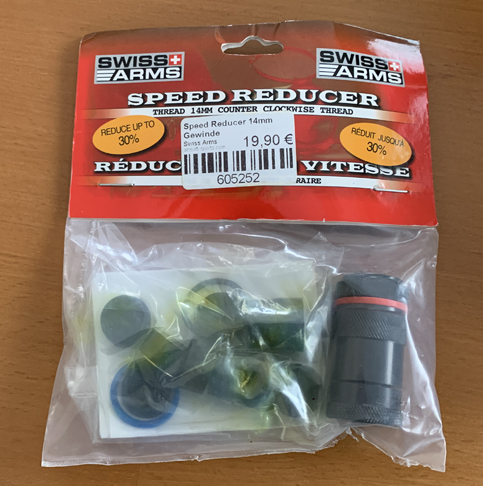 SWISS
ARMS
SWISS
ARMS
SPEED REDUCER
THREAD 14MM COUNTER CLOCKWISE THREAD
REDUCE UP TO
30%
Speed Reducer 14mm
Gewinde
Swiss Arms
19,90 €
605252
RÉDUIT JUSQU'À
30%
RÉDUC VITESSE
RAIRE